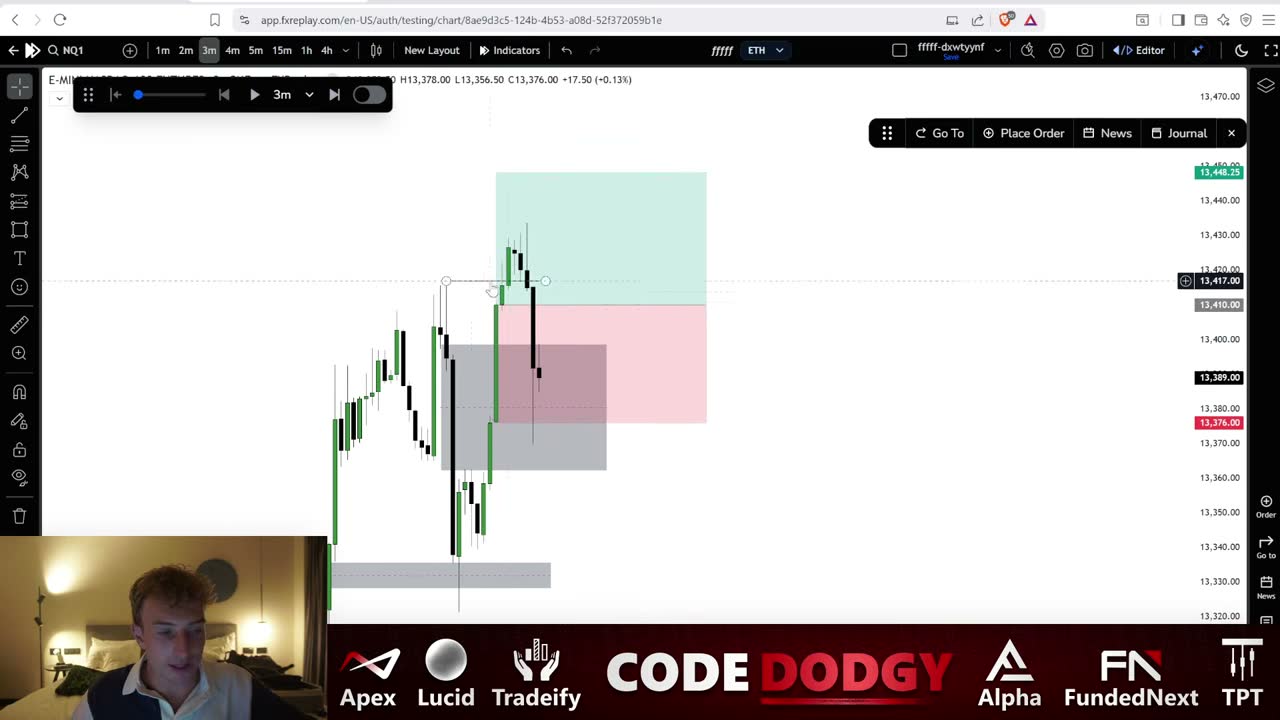 app.fxreplay.com/en-US/auth/testing/chart/8ae9d3c5-124b-4b53-a08d-52f372059b1e
NQ1 1m 2m 3m 4m 5m 15m 1h 4h New Layout Indicators fffff ETH fffff-dxwtyynf Save Editor
H13,378.00 L13,356.50 C13,376.00 +17.50 (+0.13%)
3m
Go To Place Order News Journal
13,470.00
13,448.25
13,440.00
13,430.00
13,417.00
13,410.00
13,400.00
13,389.00
13,380.00
13,376.00
13,370.00
13,360.00
13,350.00
13,340.00
13,330.00
13,320.00
Order
Go to
News
CODE DODGY
Apex Lucid Tradeify Alpha FundedNext TPT